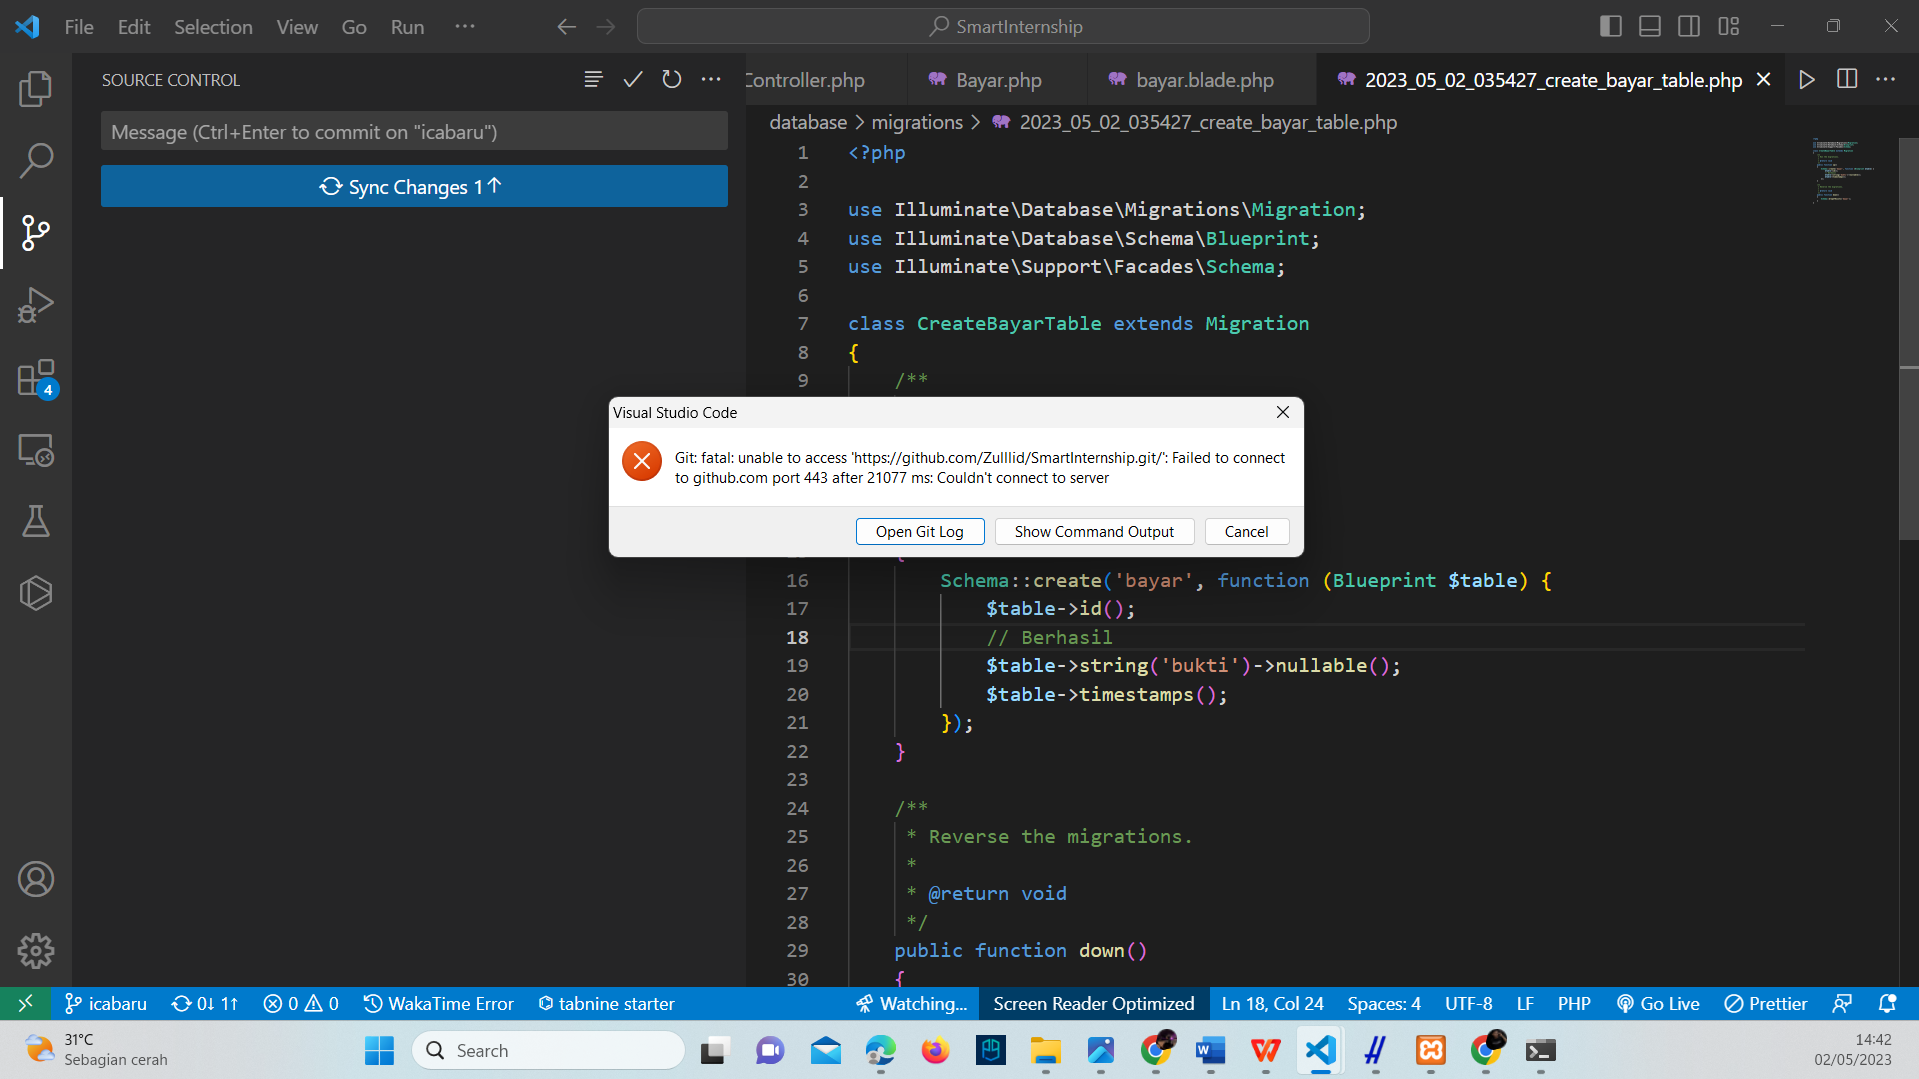 File Edit Selection View Go Run ···
SmartInternship
SOURCE CONTROL
Message (Ctrl+Enter to commit on "icabaru")
Sync Changes 1↑
4
Controller.php
Bayar.php
bayar.blade.php
2023_05_02_035427_create_bayar_table.php
database > migrations > 2023_05_02_035427_create_bayar_table.php
1 <?php
2
3 use Illuminate\Database\Migrations\Migration;
4 use Illuminate\Database\Schema\Blueprint;
5 use Illuminate\Support\Facades\Schema;
6
7 class CreateBayarTable extends Migration
8 {
9 /**
Visual Studio Code
Git: fatal: unable to access 'https://github.com/Zulllid/SmartInternship.git/': Failed to connect
to github.com port 443 after 21077 ms: Couldn't connect to server
Open Git Log
Show Command Output
Cancel
16 Schema::create('bayar', function (Blueprint $table) {
17 $table->id();
18 // Berhasil
19 $table->string('bukti')->nullable();
20 $table->timestamps();
21 });
22 }
23
24 /**
25 * Reverse the migrations.
26 *
27 * @return void
28 */
29 public function down()
30 {
icabaru 0↓ 1↑ 0 0 WakaTime Error tabnine starter Watching... Screen Reader Optimized Ln 18, Col 24 Spaces: 4 UTF-8 LF PHP Go Live Prettier
31°C
Sebagian cerah
Search
14:42
02/05/2023